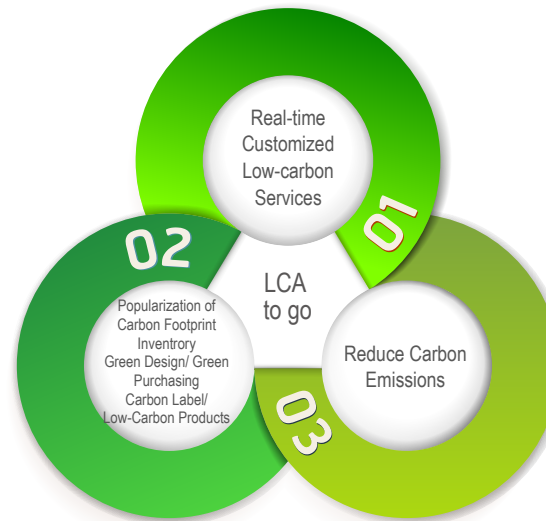 Real-time
Customized
Low-carbon
Services
01
02
LCA
to go
Popularization of
Carbon Footprint
Inventrory
Green Design/ Green
Purchasing
Carbon Label/
Low-Carbon Products
Reduce Carbon
Emissions
03